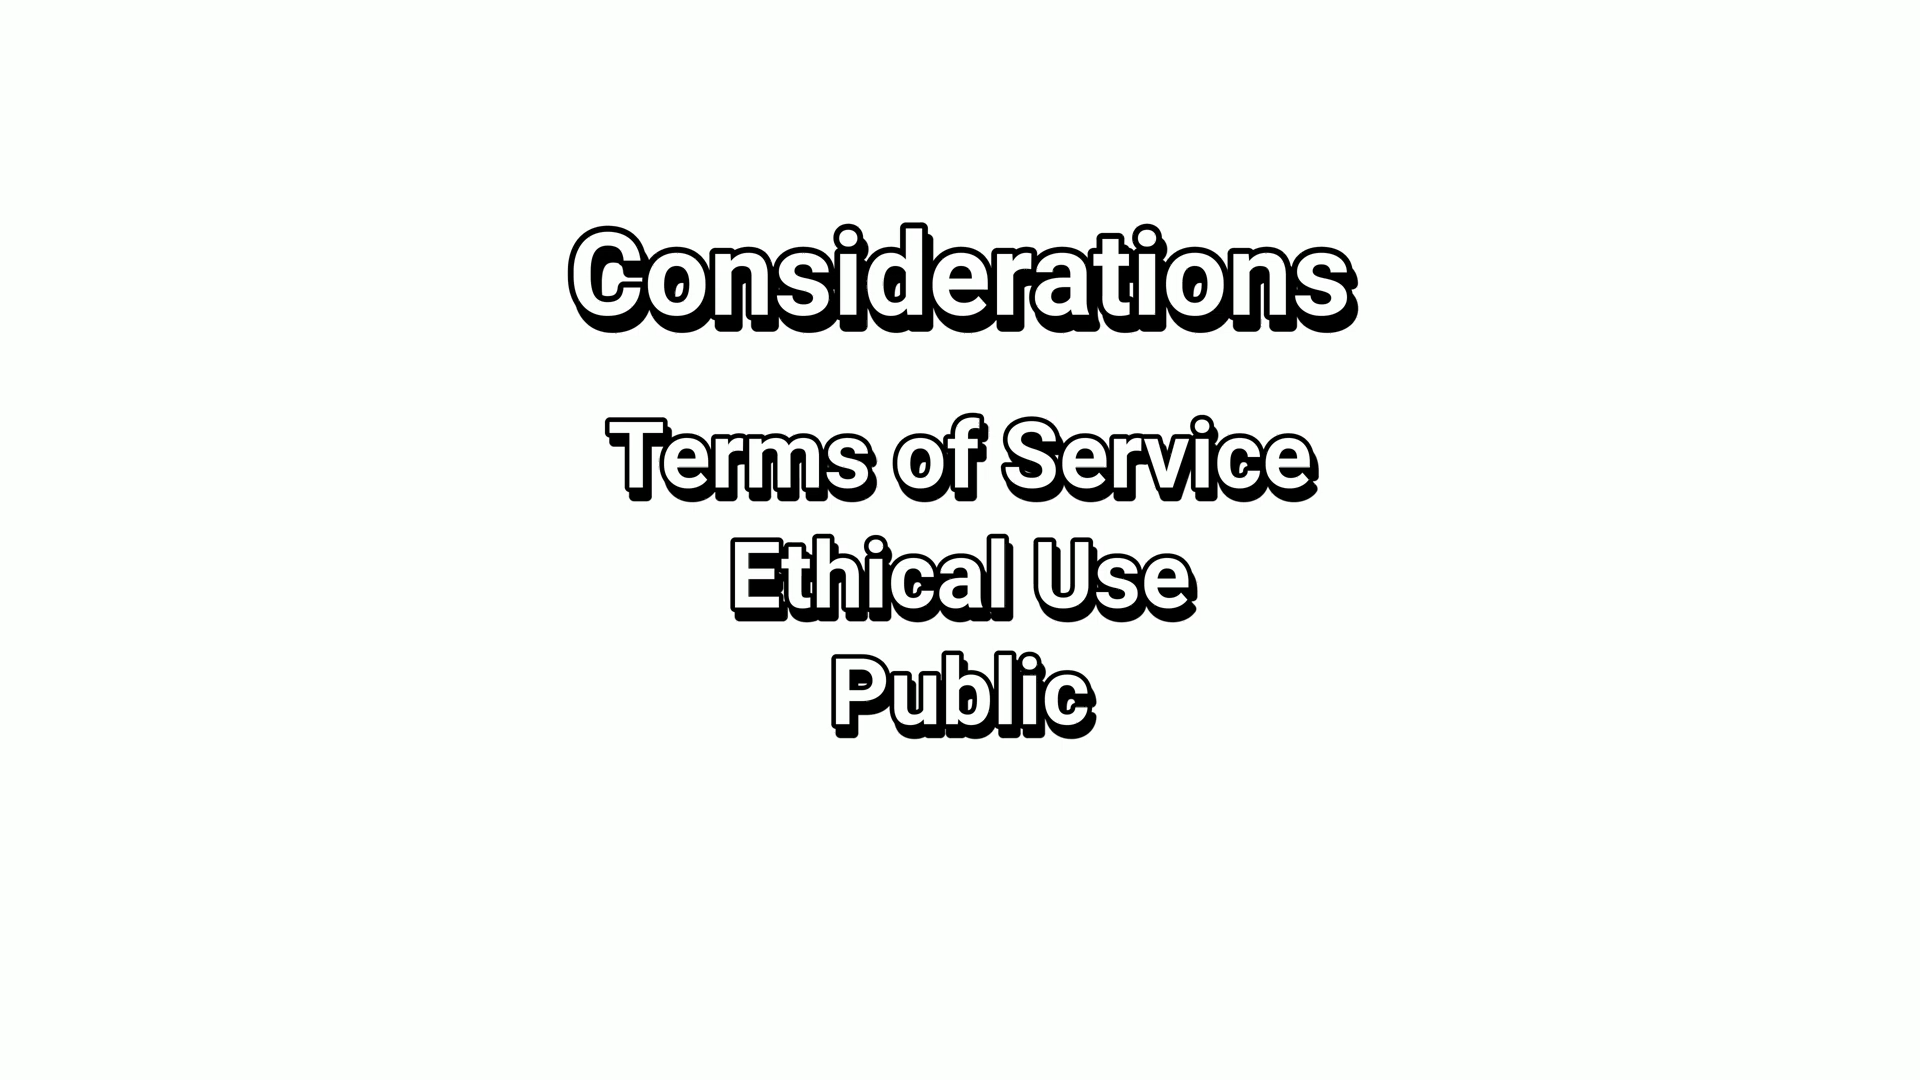 Considerations
Terms of Service
Ethical Use
Public